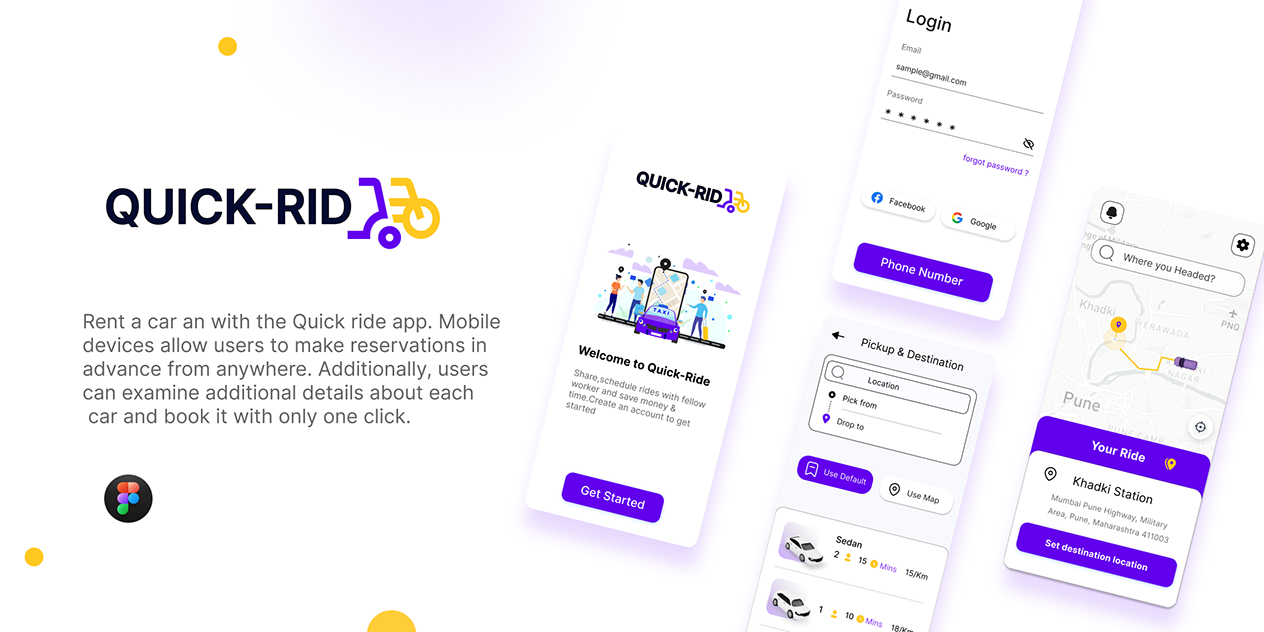 QUICK-RID
Rent a car an with the Quick ride app. Mobile
devices allow users to make reservations in
advance from anywhere. Additionally, users
can examine additional details about each
car and book it with only one click.
QUICK-RID
TAXI
Welcome to Quick-Ride
Share,schedule rides with fellow
worker and save money &
time.Create an account to get
started
Get Started
Login
Email
sample@gmail.com
Password
* * * * * *
forgot password ?
Facebook
Google
Phone Number
Pickup & Destination
Location
Pick from
Drop to
Use Default
Use Map
Sedan
2 15 Mins 15/Km
1 10 Mins 18/Km
Where you Headed?
Khadki
YERAWADA
PNQ
NAGAR
Pune
PUNE CAMP
Your Ride
Khadki Station
Mumbai Pune Highway, Military
Area, Pune, Maharashtra 411003
Set destination location